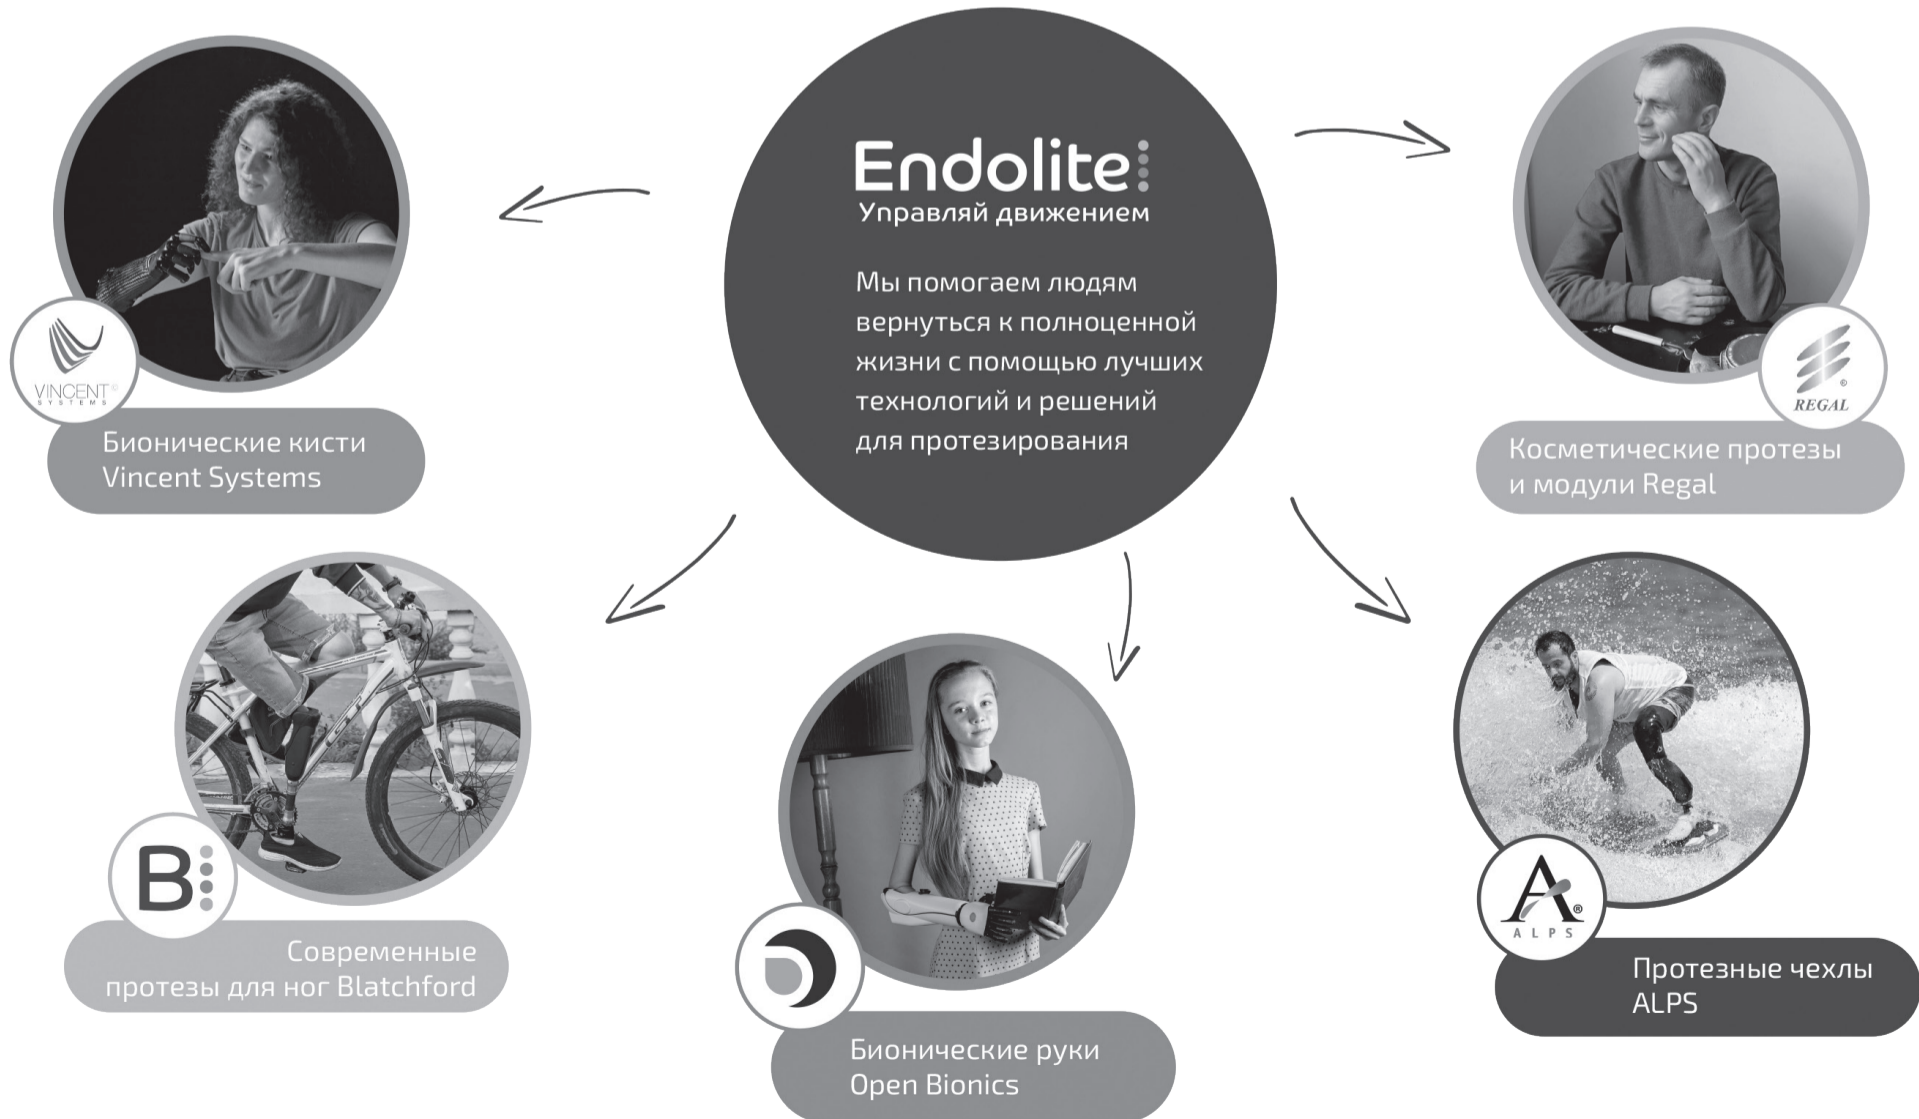 Endolite
Управляй движением
Мы помогаем людям
вернуться к полноценной
жизни с помощью лучших
технологий и решений
для протезирования
VINCENT©
SYSTEMS
Бионические кисти
Vincent Systems
©
REGAL
Косметические протезы
и модули Regal
B
Современные
протезы для ног Blatchford
Бионические руки
Open Bionics
A®
ALPS
Протезные чехлы
ALPS